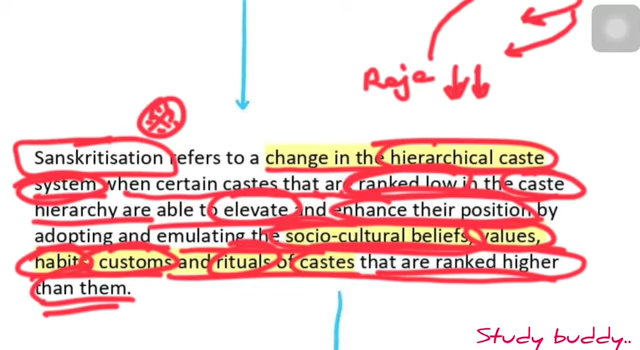 Raja
Sanskritisation refers to a change in the hierarchical caste
system when certain castes that are ranked low in the caste
hierarchy are able to elevate and enhance their position by
adopting and emulating the socio-cultural beliefs, values,
habits customs and rituals of castes that are ranked higher
than them.
Study buddy..